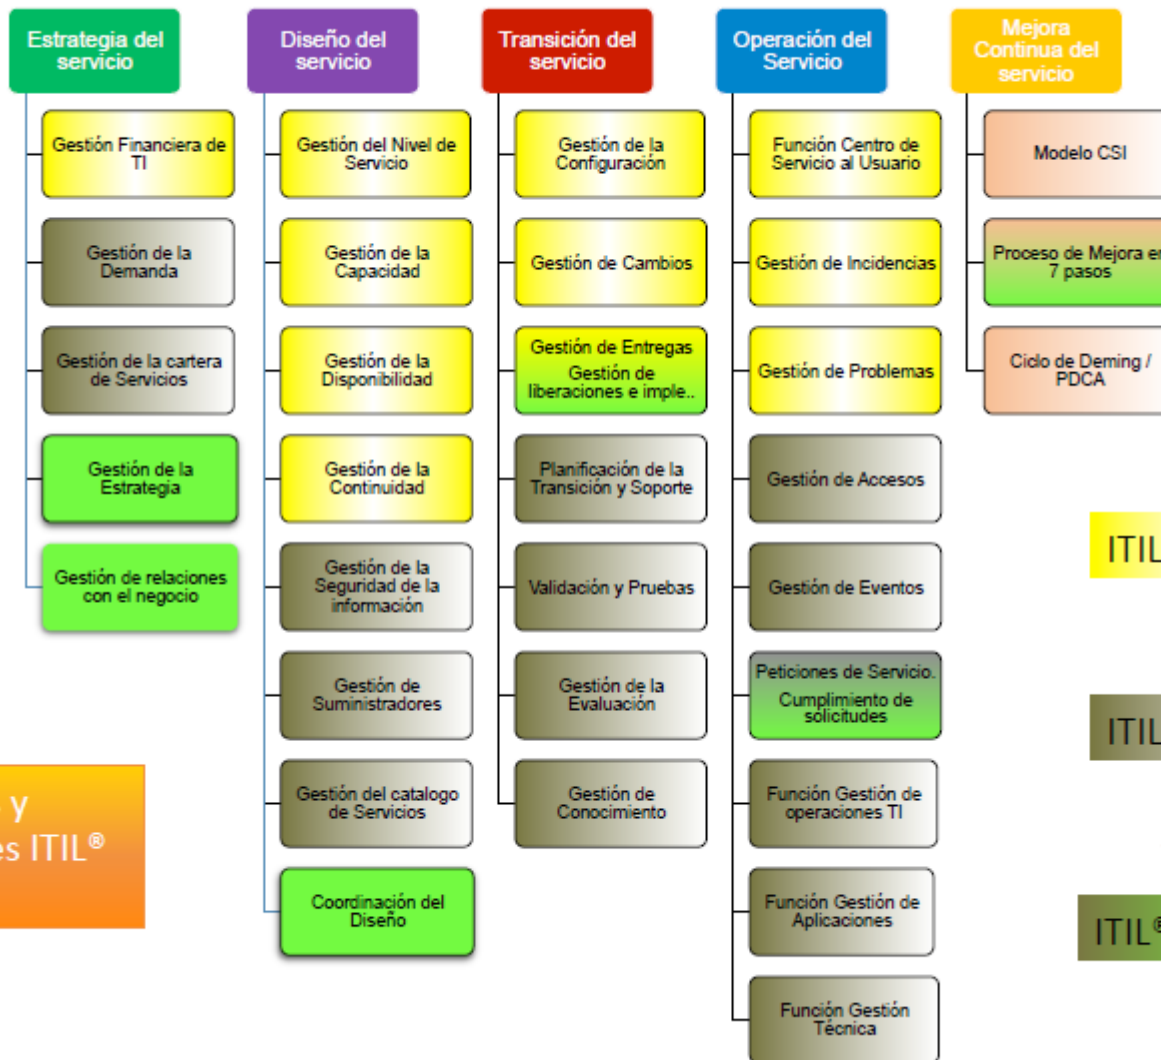 Estrategia del
servicio
Gestión Financiera de
TI
Gestión de la
Demanda
Gestión de la cartera
de Servicios
Gestión de la
Estrategia
Gestión de relaciones
con el negocio
Diseño del
servicio
Gestión del Nivel de
Servicio
Gestión de la
Capacidad
Gestión de la
Disponibilidad
Gestión de la
Continuidad
Gestión de la
Seguridad de la
información
Gestión de
Suministradores
Gestión del catalogo
de Servicios
Coordinación del
Diseño
Transición del
servicio
Gestión de la
Configuración
Gestión de Cambios
Gestión de Entregas
Gestión de
liberaciones e imple..
Planificación de la
Transición y Soporte
Validación y Pruebas
Gestión de la
Evaluación
Gestión de
Conocimiento
Operación del
Servicio
Función Centro de
Servicio al Usuario
Gestión de Incidencias
Gestión de Problemas
Gestión de Accesos
Gestión de Eventos
Peticiones de Servicio.
Cumplimiento de
solicitudes
Función Gestión de
operaciones TI
Función Gestión de
Aplicaciones
Función Gestión
Técnica
Mejora
Continua del
servicio
Modelo CSI
Proceso de Mejora en
7 pasos
Ciclo de Deming /
PDCA
ITIL
ITIL
ITIL®
y
es ITIL®